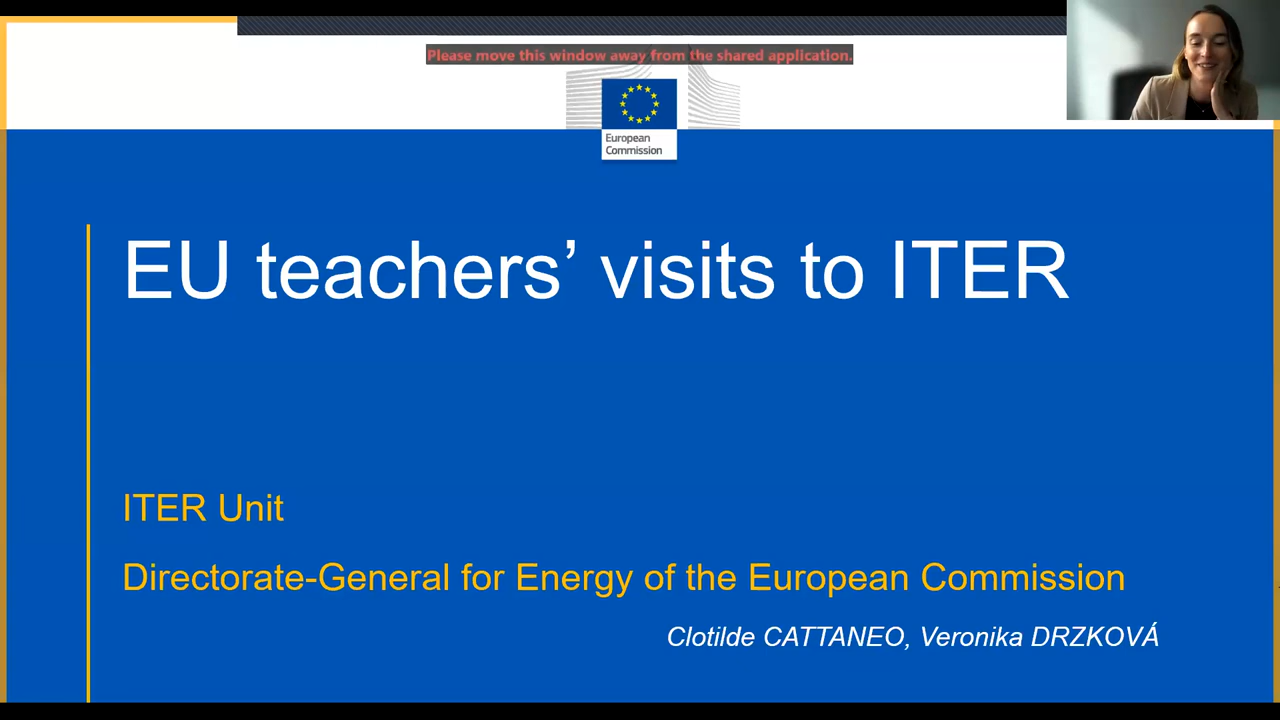 Please move this window away from the shared application.
European
Commission
EU teachers’ visits to ITER
ITER Unit
Directorate-General for Energy of the European Commission
Clotilde CATTANEO, Veronika DRZKOVÁ